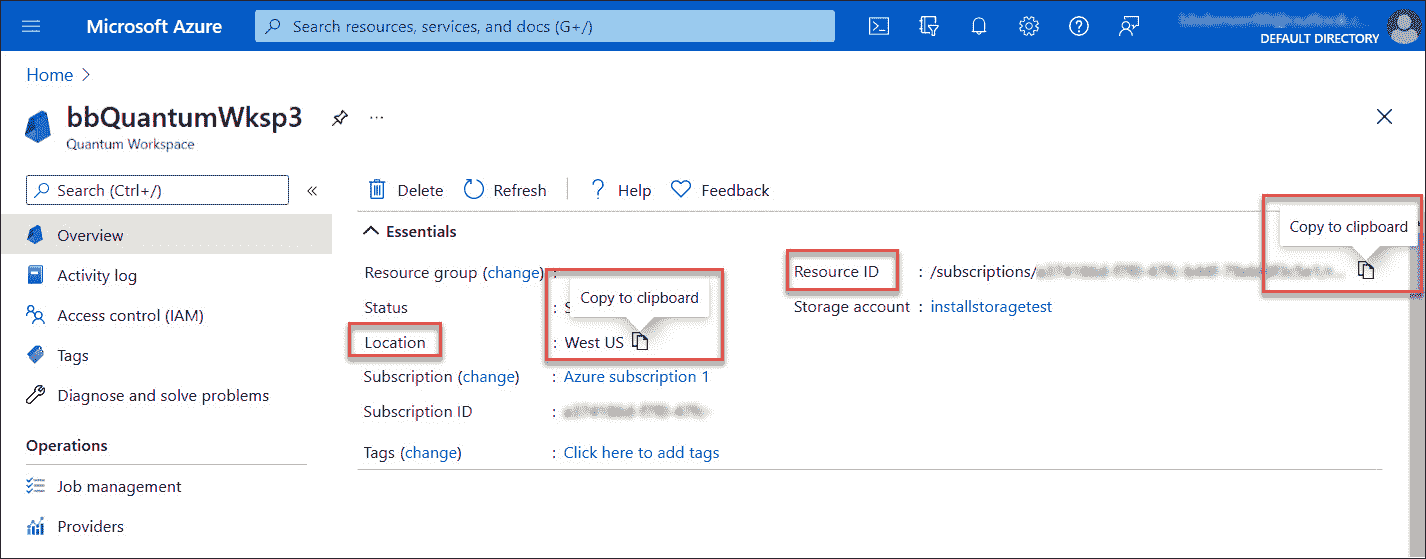 Microsoft Azure
Search resources, services, and docs (G+/)
DEFAULT DIRECTORY
Home
bbQuantumWksp3
Quantum Workspace
Search (Ctrl+/)
Overview
Activity log
Access control (IAM)
Tags
Diagnose and solve problems
Operations
Job management
Providers
Delete Refresh Help Feedback
Essentials
Resource group (change) :
Status : S
Copy to clipboard
Location : West US
Subscription (change) : Azure subscription 1
Subscription ID :
Tags (change) : Click here to add tags
Copy to clipboard
Resource ID : /subscriptions/
Storage account : installstoragetest